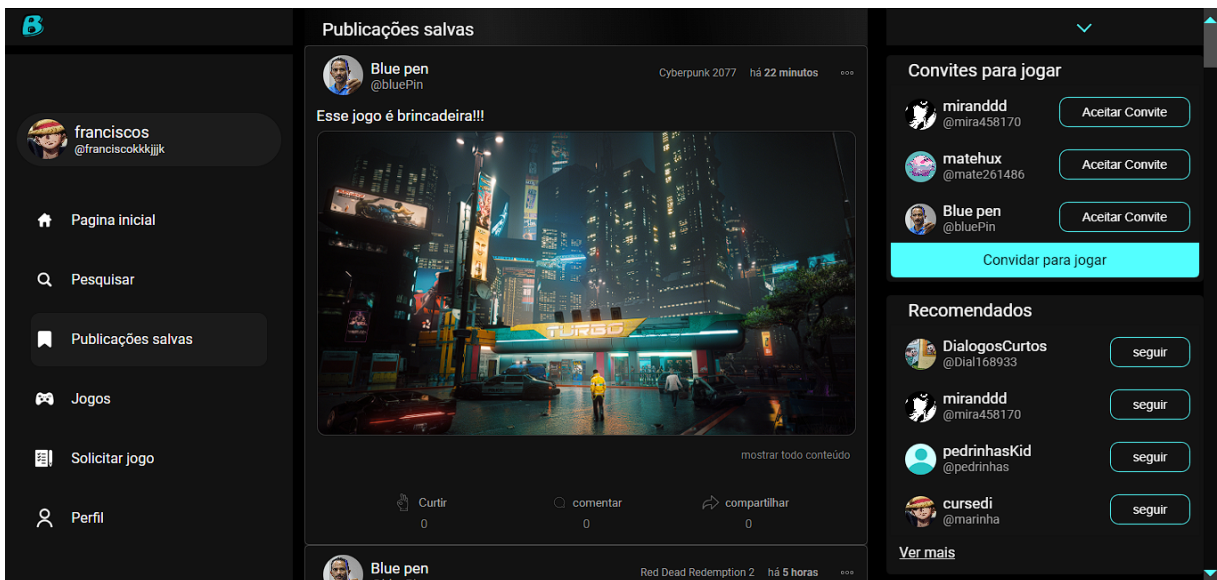 B
franciscos
@franciscokkkjjjk
Pagina inicial
Pesquisar
Publicações salvas
Jogos
Solicitar jogo
Perfil
Publicações salvas
Blue pen
@bluePin
Cyberpunk 2077 há 22 minutos
Esse jogo é brincadeira!!!
TURBO
mostrar todo conteúdo
Curtir
0
comentar
0
compartilhar
0
Blue pen
Red Dead Redemption 2 há 5 horas
Convites para jogar
miranddd
@mira458170
Aceitar Convite
matehux
@mate261486
Aceitar Convite
Blue pen
@bluePin
Aceitar Convite
Convidar para jogar
Recomendados
DialogosCurtos
@Dial168933
seguir
miranddd
@mira458170
seguir
pedrinhasKid
@pedrinhas
seguir
cursedi
@marinha
seguir
Ver mais